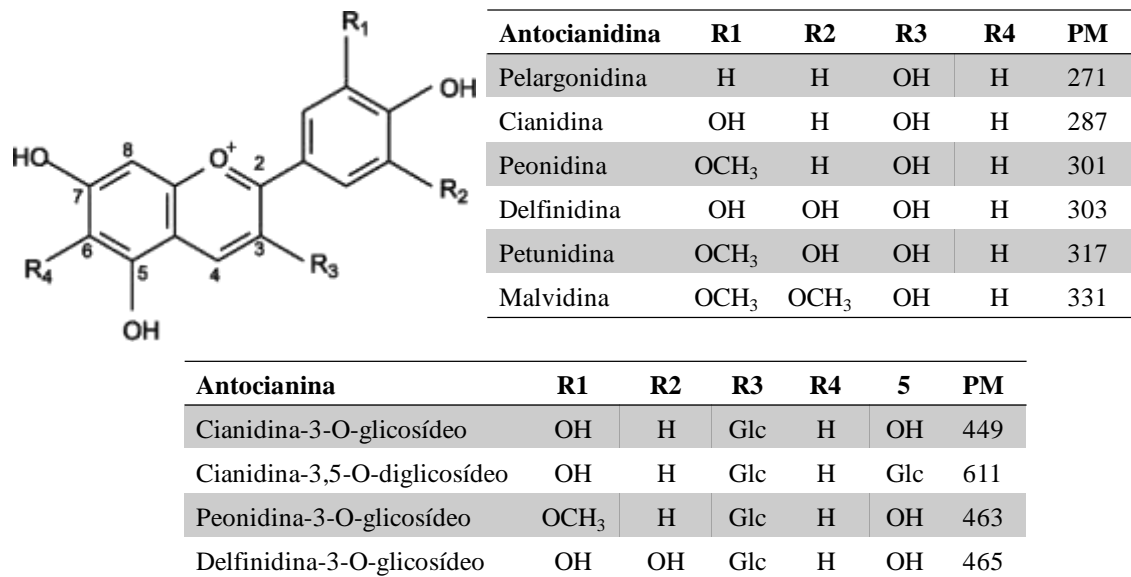 R1
OH
HO
8
O+
2
7
R2
6
3
R4
5
4
R3
OH
Antocianidina R1 R2 R3 R4 PM
Pelargonidina H H OH H 271
Cianidina OH H OH H 287
Peonidina OCH3 H OH H 301
Delfinidina OH OH OH H 303
Petunidina OCH3 OH OH H 317
Malvidina OCH3 OCH3 OH H 331
Antocianina R1 R2 R3 R4 5 PM
Cianidina-3-O-glicosídeo OH H Glc H OH 449
Cianidina-3,5-O-diglicosídeo OH H Glc H Glc 611
Peonidina-3-O-glicosídeo OCH3 H Glc H OH 463
Delfinidina-3-O-glicosídeo OH OH Glc H OH 465